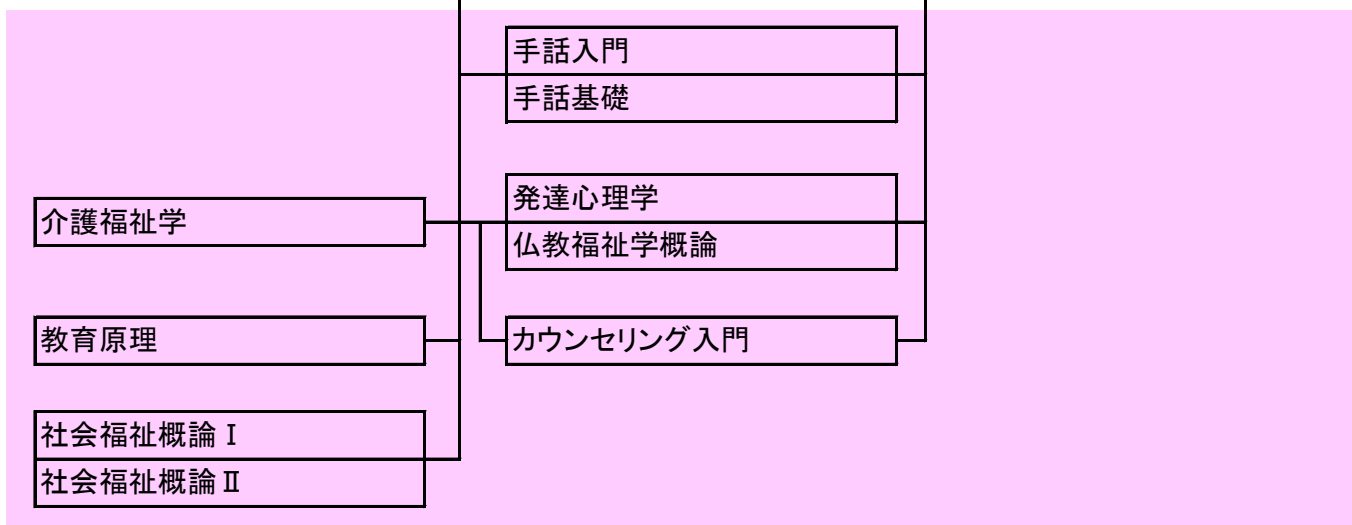 手話入門
手話基礎
発達心理学
介護福祉学
仏教福祉学概論
教育原理
カウンセリング入門
社会福祉概論Ⅰ
社会福祉概論Ⅱ